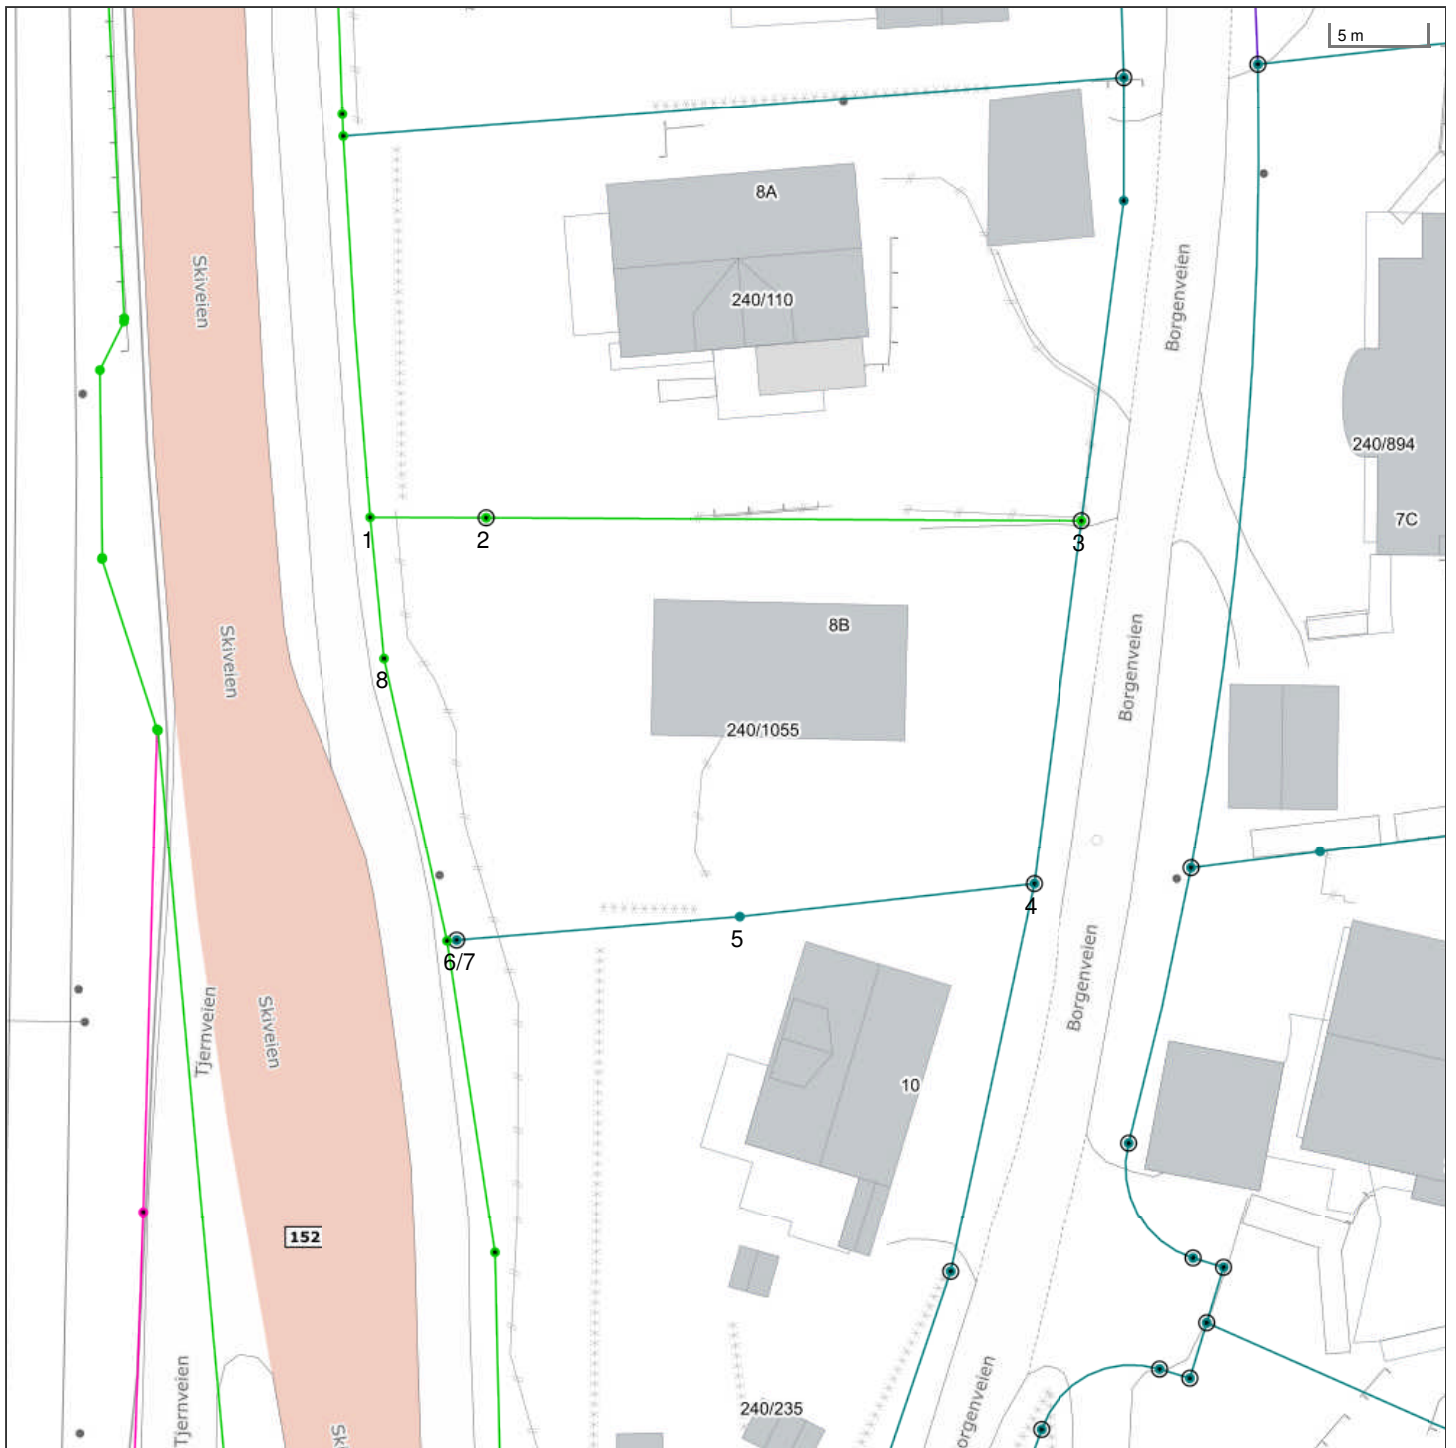 5 m
8A
Skiveien
Borgenveien
240/110
240/894
7C
1
2
3
8B
Skiveien
Borgenveien
8
240/1055
4
5
6/7
Borgenveien
Tjernveien
Skiveien
10
152
Tjernveien
orgenveien
240/235
Ski